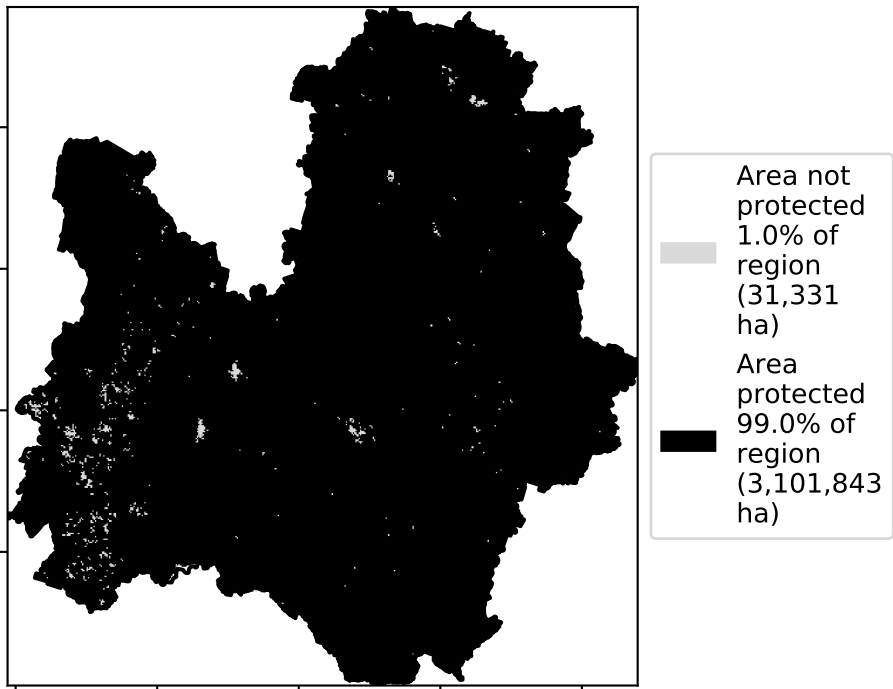 Area not
protected
1.0% of
region
(31,331
ha)
Area
protected
99.0% of
region
(3,101,843
ha)